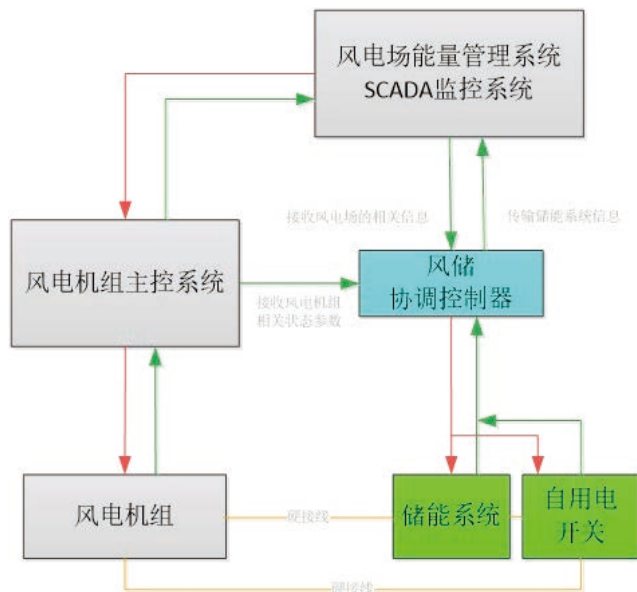 风电场能量管理系统
SCADA监控系统
接收风电场的相关信息
传输储能系统信息
风电机组主控系统
风储
协调控制器
接收风电机组
相关状态参数
风电机组
硬接线
储能系统
自用电
开关
硬接线